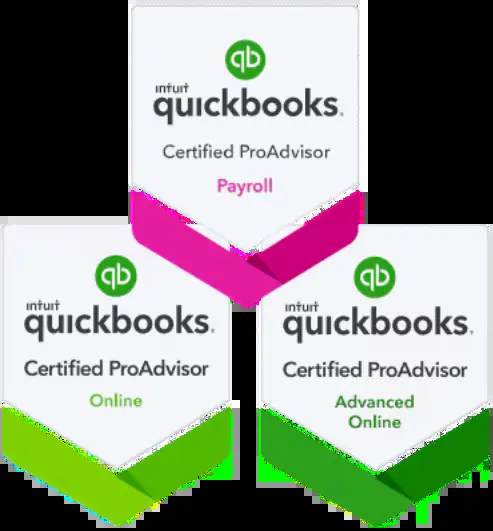 qb
intuit
quickbooks.
Certified ProAdvisor
Payroll
qb
intuit
quickbooks.
Certified ProAdvisor
Online
qb
intuit
quickbooks.
Certified ProAdvisor
Advanced
Online